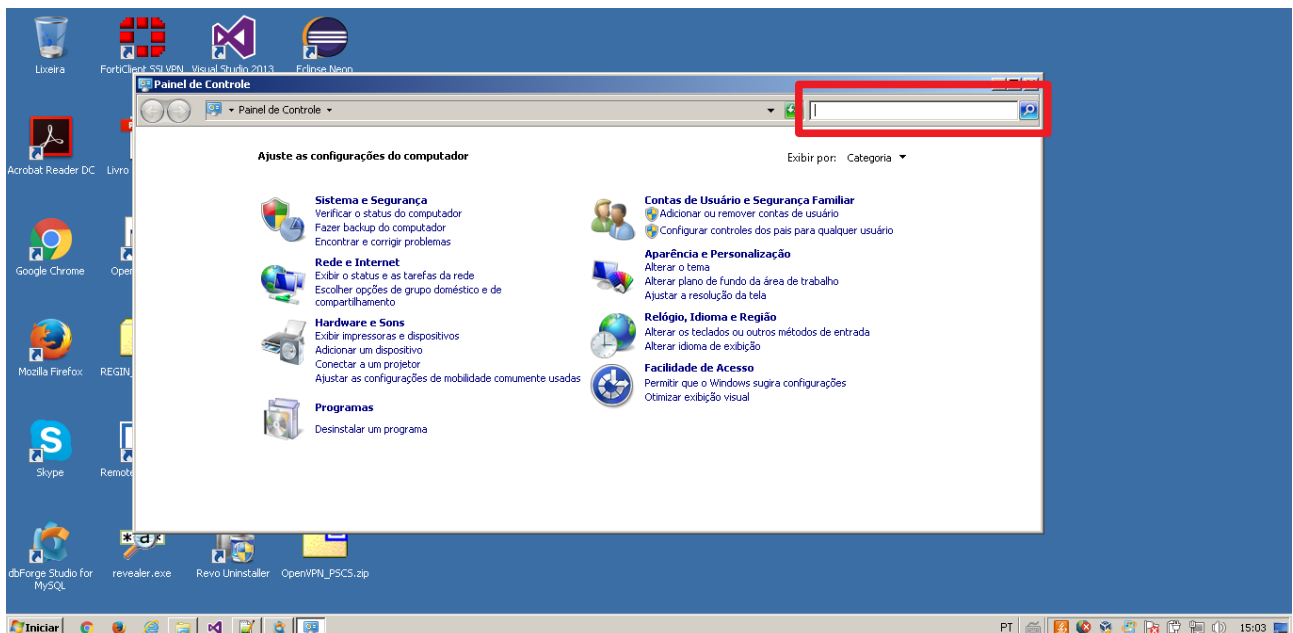 Lixeira
FortiClient SSL VPN
Visual Studio 2013
Eclipse Neon
Painel de Controle
Painel de Controle
Acrobat Reader DC
Livro
Ajuste as configurações do computador
Exibir por: Categoria
Sistema e Segurança
Verificar o status do computador
Fazer backup do computador
Encontrar e corrigir problemas
Rede e Internet
Exibir o status e as tarefas da rede
Escolher opções de grupo doméstico e de
compartilhamento
Hardware e Sons
Exibir impressoras e dispositivos
Adicionar um dispositivo
Conectar a um projetor
Ajustar as configurações de mobilidade comumente usadas
Programas
Desinstalar um programa
Contas de Usuário e Segurança Familiar
Adicionar ou remover contas de usuário
Configurar controles dos pais para qualquer usuário
Aparência e Personalização
Alterar o tema
Alterar plano de fundo da área de trabalho
Ajustar a resolução da tela
Relógio, Idioma e Região
Alterar os teclados ou outros métodos de entrada
Alterar idioma de exibição
Facilidade de Acesso
Permitir que o Windows sugira configurações
Otimizar exibição visual
Google Chrome
Oper
Mozilla Firefox
REGIN_
Skype
Remote
dbForge Studio for
MySQL
revealer.exe
Revo Uninstaller
OpenVPN_PSCS.zip
Iniciar
PT
15:03